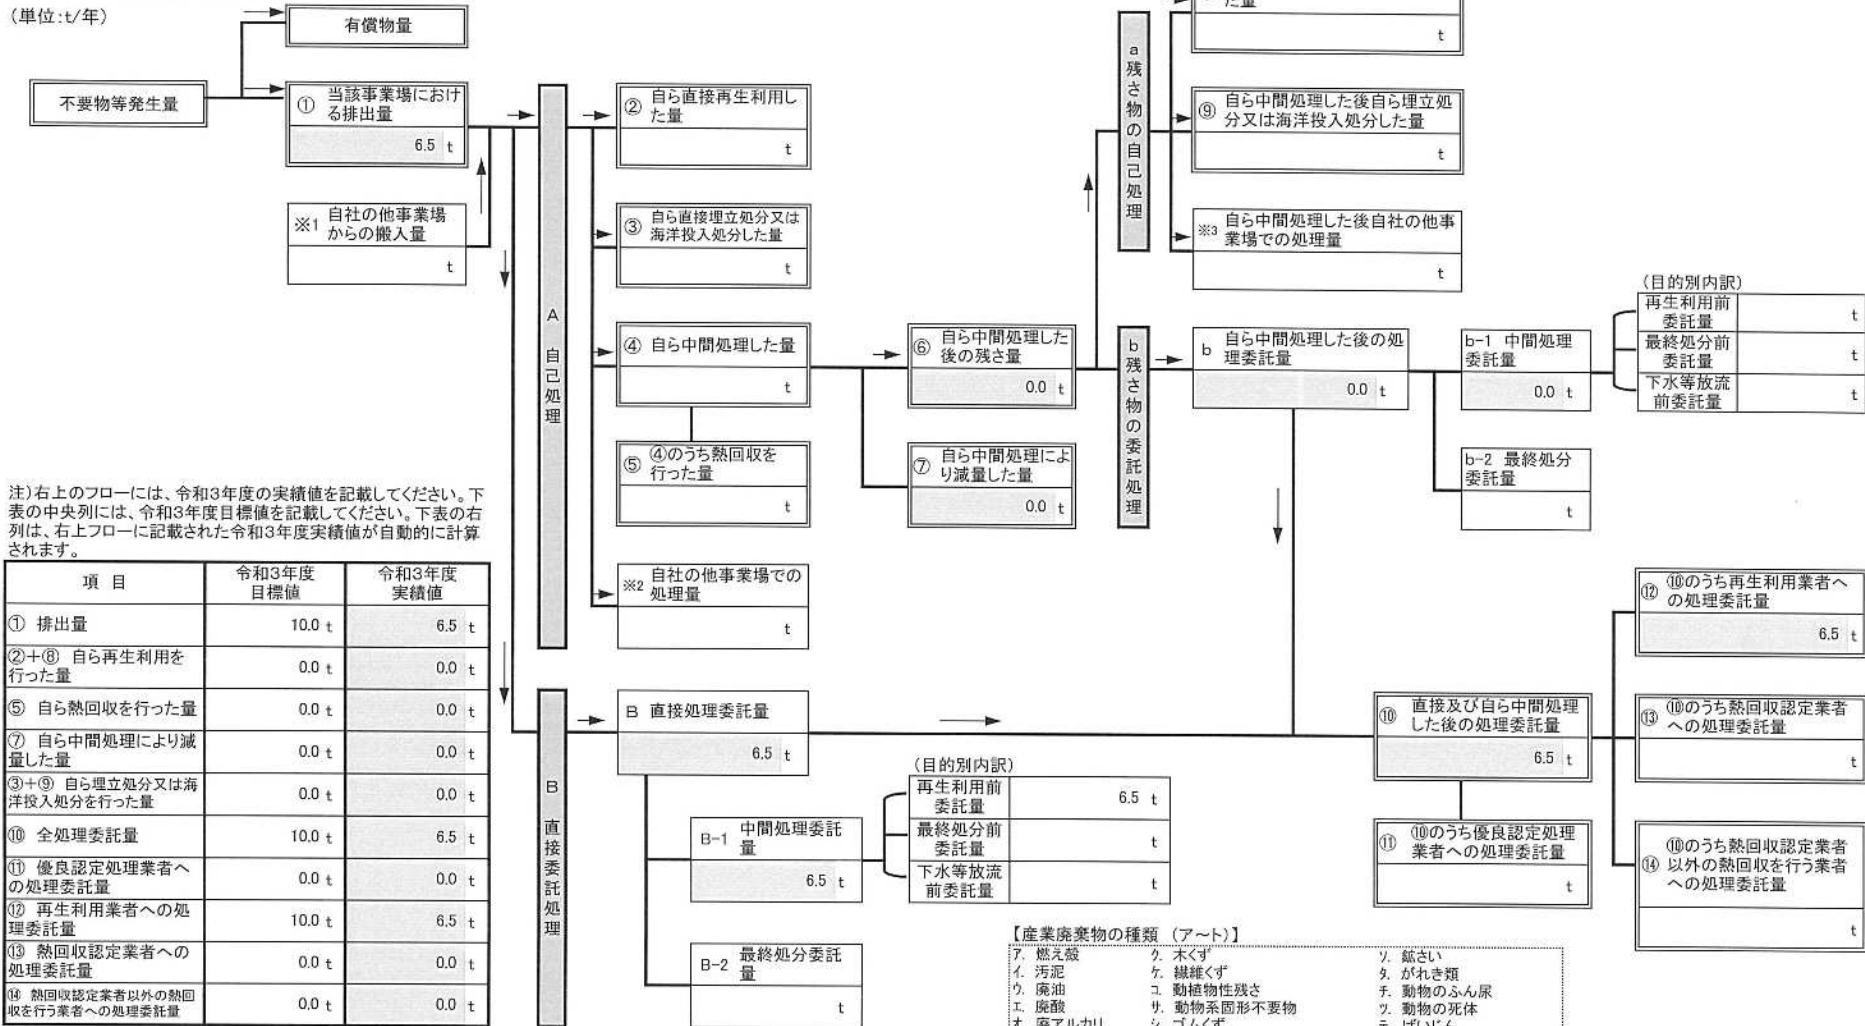 (単位:t/年)
有償物量
不要物等発生量
① 当該事業場におけ
る排出量
6.5 t
※1 自社の他事業場
からの搬入量
t
A 自己処理
② 自ら直接再生利用し
た量
t
③ 自ら直接埋立処分又は
海洋投入処分した量
t
④ 自ら中間処理した量
t
⑤ ④のうち熱回収を
行った量
t
※2 自社の他事業場での
処理量
t
⑥ 自ら中間処理した
後の残さ量
0.0 t
⑦ 自ら中間処理によ
り減量した量
0.0 t
a 残さ物の自己処理
た量
t
⑨ 自ら中間処理した後自ら埋立処
分又は海洋投入処分した量
t
※3 自ら中間処理した後自社の他事
業場での処理量
t
b 残さ物の委託処理
b 自ら中間処理した後の処
理委託量
0.0 t
b-1 中間処理
委託量
0.0 t
(目的別内訳)
再生利用前
委託量 t
最終処分前
委託量 t
下水等放流
前委託量 t
b-2 最終処分
委託量
t
注)右上のフローには、令和3年度の実績値を記載してください。下
表の中央列には、令和3年度目標値を記載してください。下表の右
列は、右上フローに記載された令和3年度実績値が自動的に計算
されます。
項 目 令和3年度 目標値 令和3年度 実績値
① 排出量 10.0 t 6.5 t
②+⑧ 自ら再生利用を
行った量 0.0 t 0.0 t
⑤ 自ら熱回収を行った量 0.0 t 0.0 t
⑦ 自ら中間処理により減
量した量 0.0 t 0.0 t
③+⑨ 自ら埋立処分又は海
洋投入処分を行った量 0.0 t 0.0 t
⑩ 全処理委託量 10.0 t 6.5 t
⑪ 優良認定処理業者へ
の処理委託量 0.0 t 0.0 t
⑫ 再生利用業者への処
理委託量 10.0 t 6.5 t
⑬ 熱回収認定業者への
処理委託量 0.0 t 0.0 t
⑭ 熱回収認定業者以外の熱回
収を行う業者への処理委託量 0.0 t 0.0 t
B 直接委託処理
B 直接処理委託量
6.5 t
B-1 中間処理委託
量
6.5 t
(目的別内訳)
再生利用前
委託量 6.5 t
最終処分前
委託量 t
下水等放流
前委託量 t
B-2 最終処分委託
量
t
⑩ 直接及び自ら中間処理
した後の処理委託量
6.5 t
⑪ ⑩のうち優良認定処理
業者への処理委託量
t
⑫ ⑩のうち再生利用業者へ
の処理委託量
6.5 t
⑬ ⑩のうち熱回収認定業者
への処理委託量
t
⑭ ⑩のうち熱回収認定業者
以外の熱回収を行う業者
への処理委託量
t
【産業廃棄物の種類 (ア～ト)】
ア. 燃え殻 ク. 木くず ソ. 鉱さい
イ. 汚泥 ケ. 繊維くず タ. がれき類
ウ. 廃油 コ. 動植物性残さ チ. 動物のふん尿
エ. 廃酸 サ. 動物系固形不要物 ツ. 動物の死体
オ. 廃アルカリ シ. ゴムくず テ. ばいじん